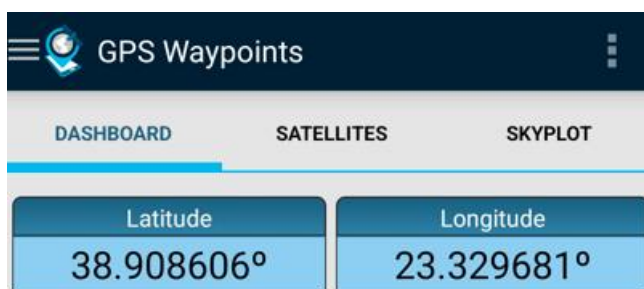 GPS Waypoints
DASHBOARD SATELLITES SKYPLOT
Latitude Longitude
38.908606º 23.329681º